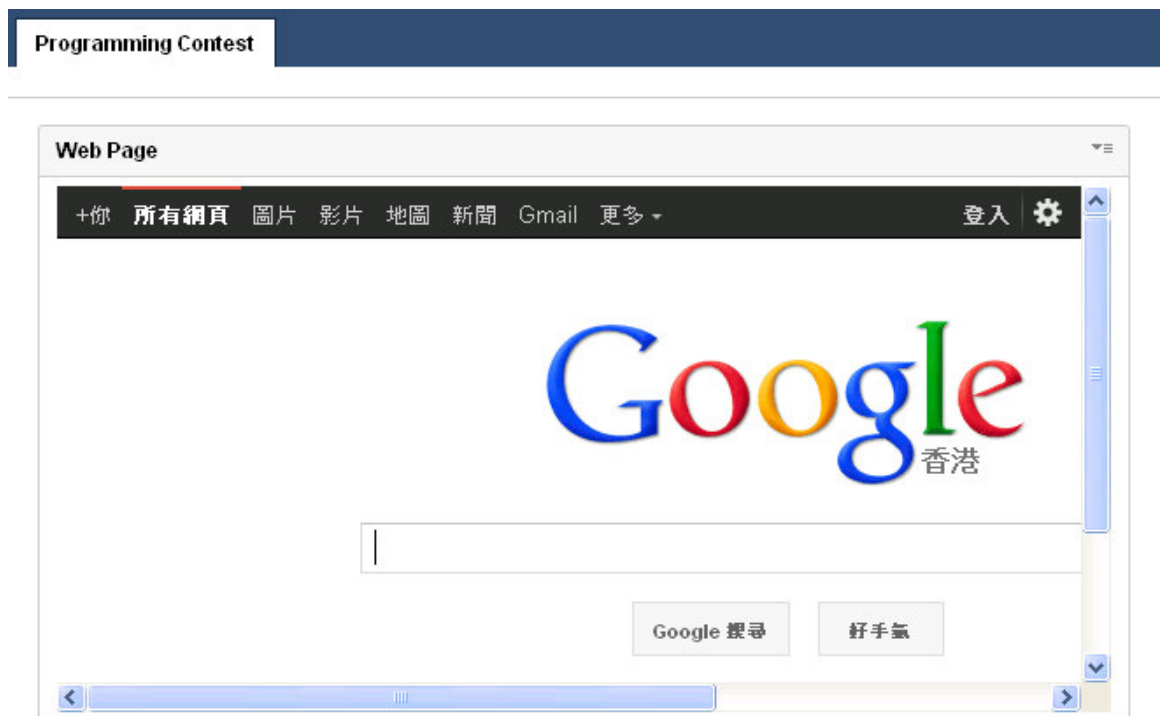 Programming Contest
Web Page
+你 所有網頁 圖片 影片 地圖 新聞 Gmail 更多 登入
Google
香港
Google 搜尋 好手氣